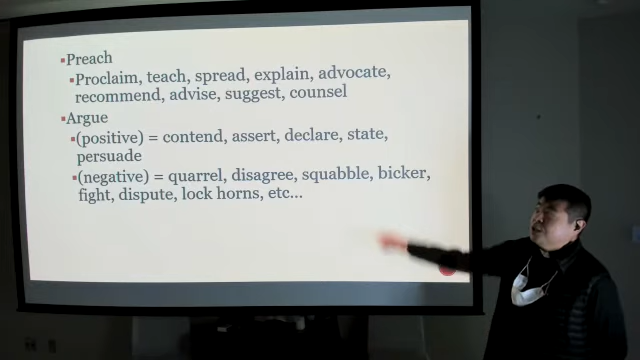 Preach
Proclaim, teach, spread, explain, advocate,
recommend, advise, suggest, counsel
Argue
(positive) = contend, assert, declare, state,
persuade
(negative) = quarrel, disagree, squabble, bicker,
fight, dispute, lock horns, etc...